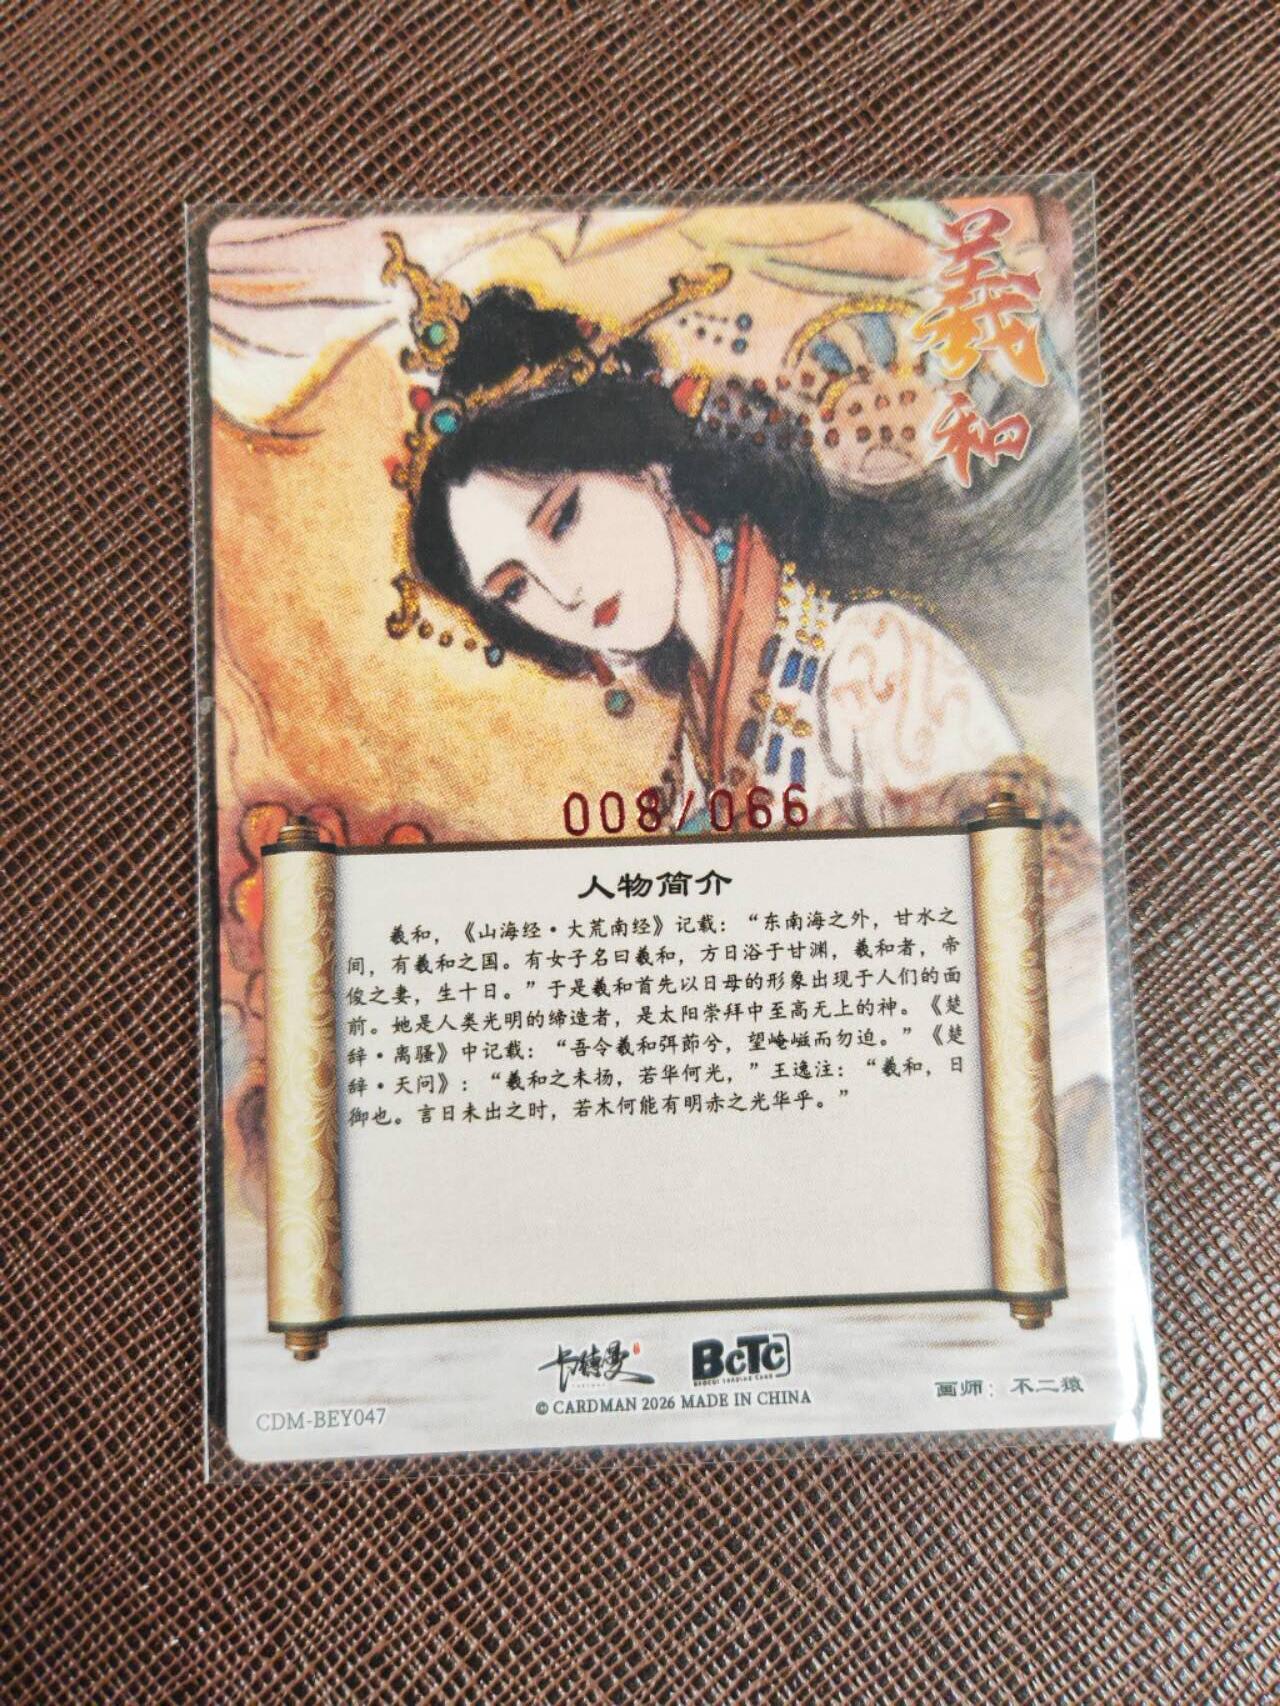 羲和
008/066
人物简介
羲和，《山海经·大荒南经》记载：“东南海之外，甘水之
间，有羲和之国。有女子名曰羲和，方日浴于甘渊，羲和者，帝
俊之妻，生十日。”于是羲和首先以日母的形象出现于人们的面
前。她是人类光明的缔造者，是太阳崇拜中至高无上的神。《楚
辞·离骚》中记载：“吾令羲和弭节兮，望崦嵫而勿迫。”《楚
辞·天问》：“羲和之未扬，若华何光，”王逸注：“羲和，日
御也。言日未出之时，若木何能有明赤之光华乎。”
卡德曼
BCTC
© CARDMAN 2026 MADE IN CHINA
CDM-BEY047
画师：不二